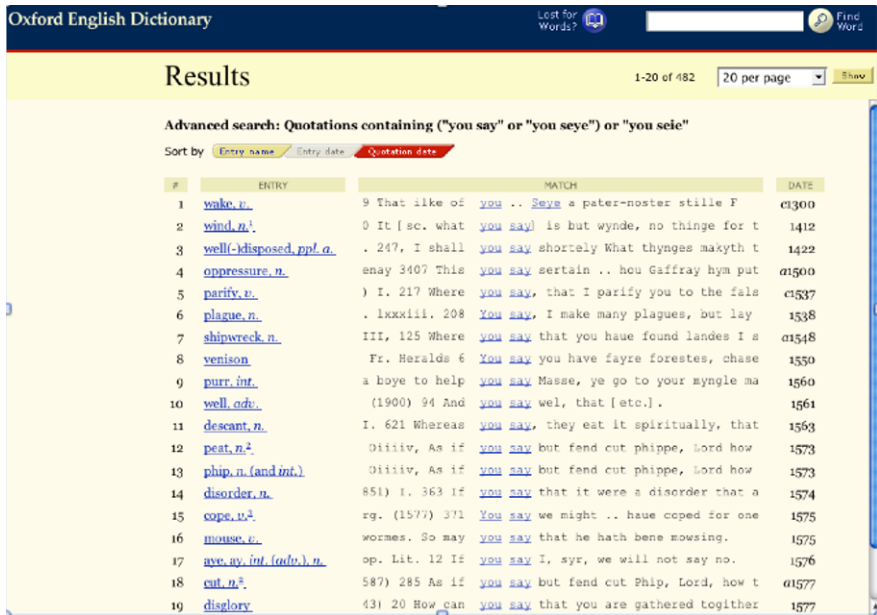 Oxford English Dictionary
Lost for Words?
Find Word
Results
1-20 of 482 20 per page Show
Advanced search: Quotations containing ("you say" or "you seye") or "you seie"
Sort by Entry name Entry date Quotation date
# ENTRY MATCH DATE
1 wake, v. 9 That ilke of you .. Seye a pater-noster stille F c1300
2 wind, n.1 0 It [sc. what you say] is but wynde, no thinge for t 1412
3 well(-)disposed, ppl. a. . 247, I shall you say shortely What thynges makyth t 1422
4 oppressure, n. enay 3407 This you say sertain .. hou Gaffray hym put a1500
5 parify, v. ) I. 217 Where you say, that I parify you to the fals c1537
6 plague, n. . lxxxiii. 208 You say, I make many plagues, but lay 1538
7 shipwreck, n. III, 125 Where you say that you haue found landes I s a1548
8 venison Fr. Heralds 6 You say you have fayre forestes, chase 1550
9 purr, int. a boye to help you say Masse, ye go to your myngle ma 1560
10 well, adv. (1900) 94 And you say wel, that [etc.]. 1561
11 descant, n. I. 621 Whereas you say, they eat it spiritually, that 1563
12 peat, n.2 Oiiiiv, As if you say but fend cut phippe, Lord how 1573
13 phip, n. (and int.) Oiiiiv, As if you say but fend cut phippe, Lord how 1573
14 disorder, n. 851) I. 363 If you say that it were a disorder that a 1574
15 cope, v.3 rg. (1577) 371 You say we might .. haue coped for one 1575
16 mouse, v. wormes. So may you say that he hath bene mowsing. 1575
17 aye, ay, int. (adv.), n. op. Lit. 12 If you say I, syr, we will not say no. 1576
18 cut, n.2 587) 285 As if you say but fend cut Phip, Lord, how t a1577
19 disglory 43) 20 How can you say that you are gathered togither 1577